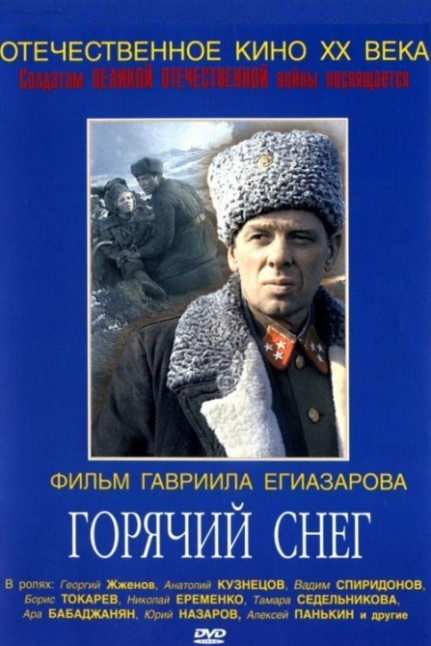 ОТЕЧЕСТВЕННОЕ КИНО XX ВЕКА
Солдатам ВЕЛИКОЙ ОТЕЧЕСТВЕННОЙ войны посвящается
ФИЛЬМ ГАВРИИЛА ЕГИАЗАРОВА
ГОРЯЧИЙ СНЕГ
В ролях: Георгий Жженов, Анатолий КУЗНЕЦОВ, Вадим СПИРИДОНОВ,
Борис ТОКАРЕВ, Николай ЕРЕМЕНКО, Тамара СЕДЕЛЬНИКОВА,
Ара БАБАДЖАНЯН, Юрий НАЗАРОВ, Алексей ПАНЬКИН и другие
DVD